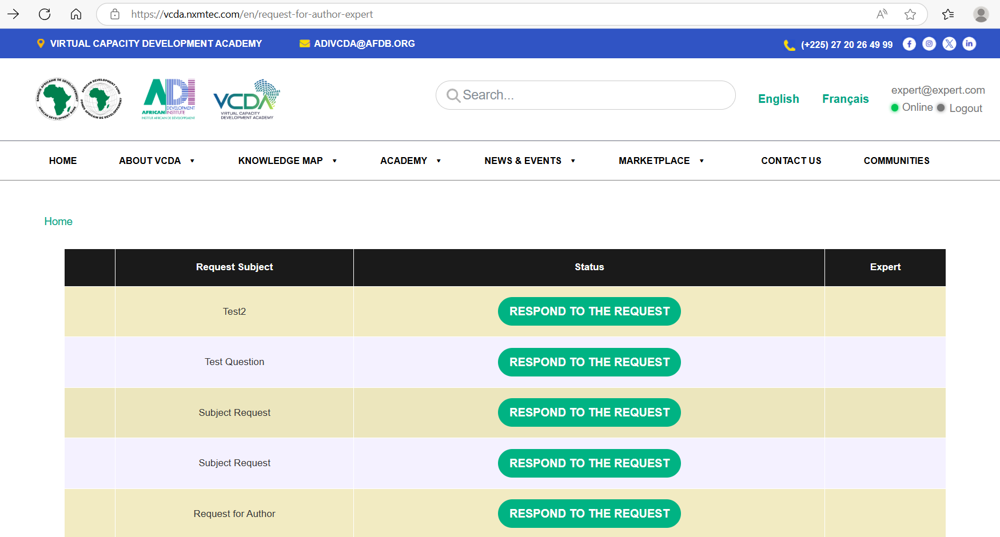 https://vcda.nxmtec.com/en/request-for-author-expert
VIRTUAL CAPACITY DEVELOPMENT ACADEMY
ADIVCDA@AFDB.ORG
(+225) 27 20 26 49 99
BANQUE AFRICAINE DE DEVELOPPEMENT
AFRICAN DEVELOPMENT BANK
AFRICAN DEVELOPMENT FUND
FONDS AFRICAIN DE DEVELOPPEMENT
ADI
DEVELOPMENT
AFRICAN INSTITUTE
INSTITUT AFRICAIN DE DEVELOPPEMENT
VCDA
VIRTUAL CAPACITY
DEVELOPMENT ACADEMY
Search...
English
Français
expert@expert.com
Online
Logout
HOME
ABOUT VCDA
KNOWLEDGE MAP
ACADEMY
NEWS & EVENTS
MARKETPLACE
CONTACT US
COMMUNITIES
Home
Request Subject
Status
Expert
Test2
RESPOND TO THE REQUEST
Test Question
RESPOND TO THE REQUEST
Subject Request
RESPOND TO THE REQUEST
Subject Request
RESPOND TO THE REQUEST
Request for Author
RESPOND TO THE REQUEST